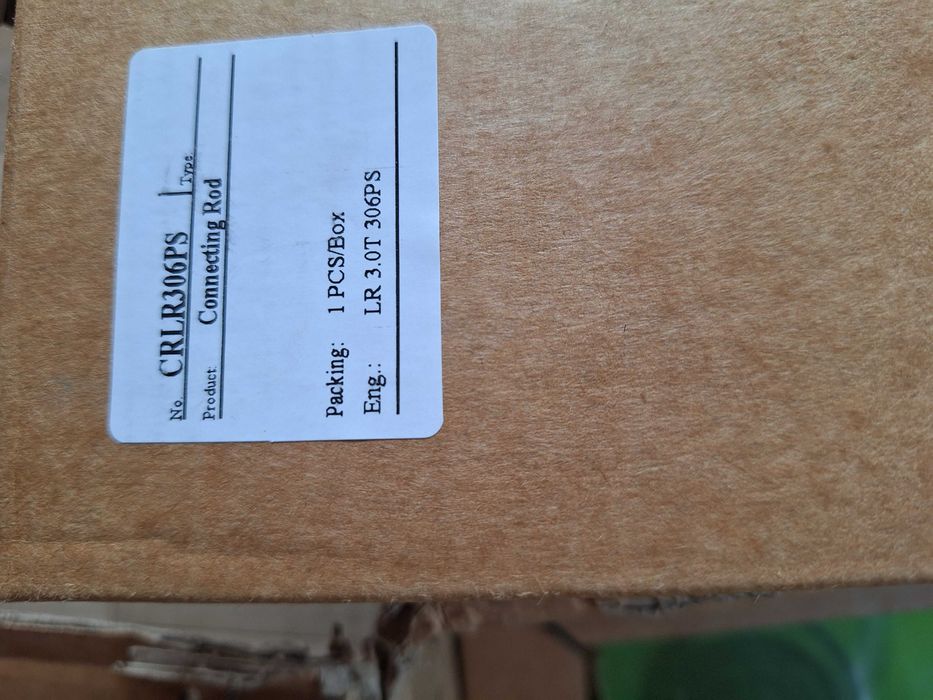 No. CRLR306PS Type:
Product: Connecting Rod
Packing: 1 PCS/Box
Eng.: LR 3.0T 306PS